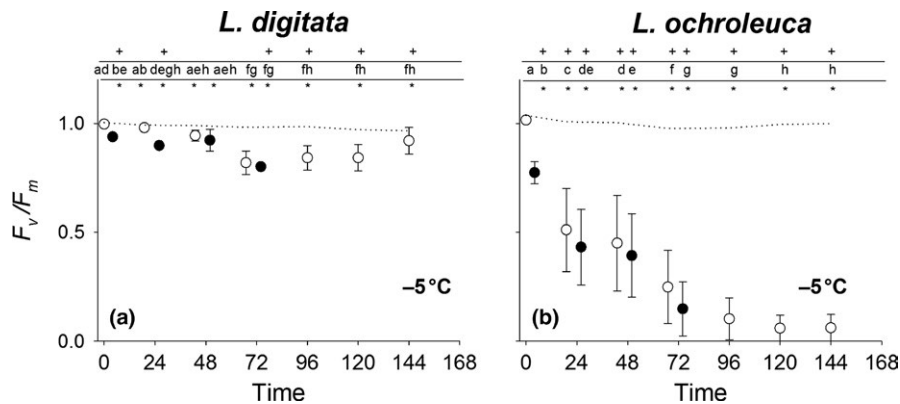 L. digitata
+ + + + + +
ad be ab degh aeh aeh fg fg fh fh fh
* * * * * * * * * *
1.0
0.5
0.0
Fv/Fm
(a)
–5°C
0 24 48 72 96 120 144 168
Time
L. ochroleuca
+ + + + + + + + + +
a b c de d e f g g h h
* * * * * * * * * *
(b)
–5°C
0 24 48 72 96 120 144 168
Time